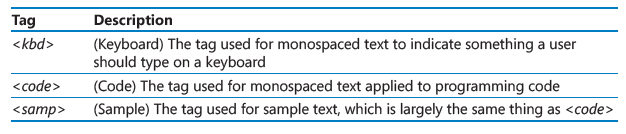 Tag Description
<kbd> (Keyboard) The tag used for monospaced text to indicate something a user
should type on a keyboard
<code> (Code) The tag used for monospaced text applied to programming code
<samp> (Sample) The tag used for sample text, which is largely the same thing as <code>